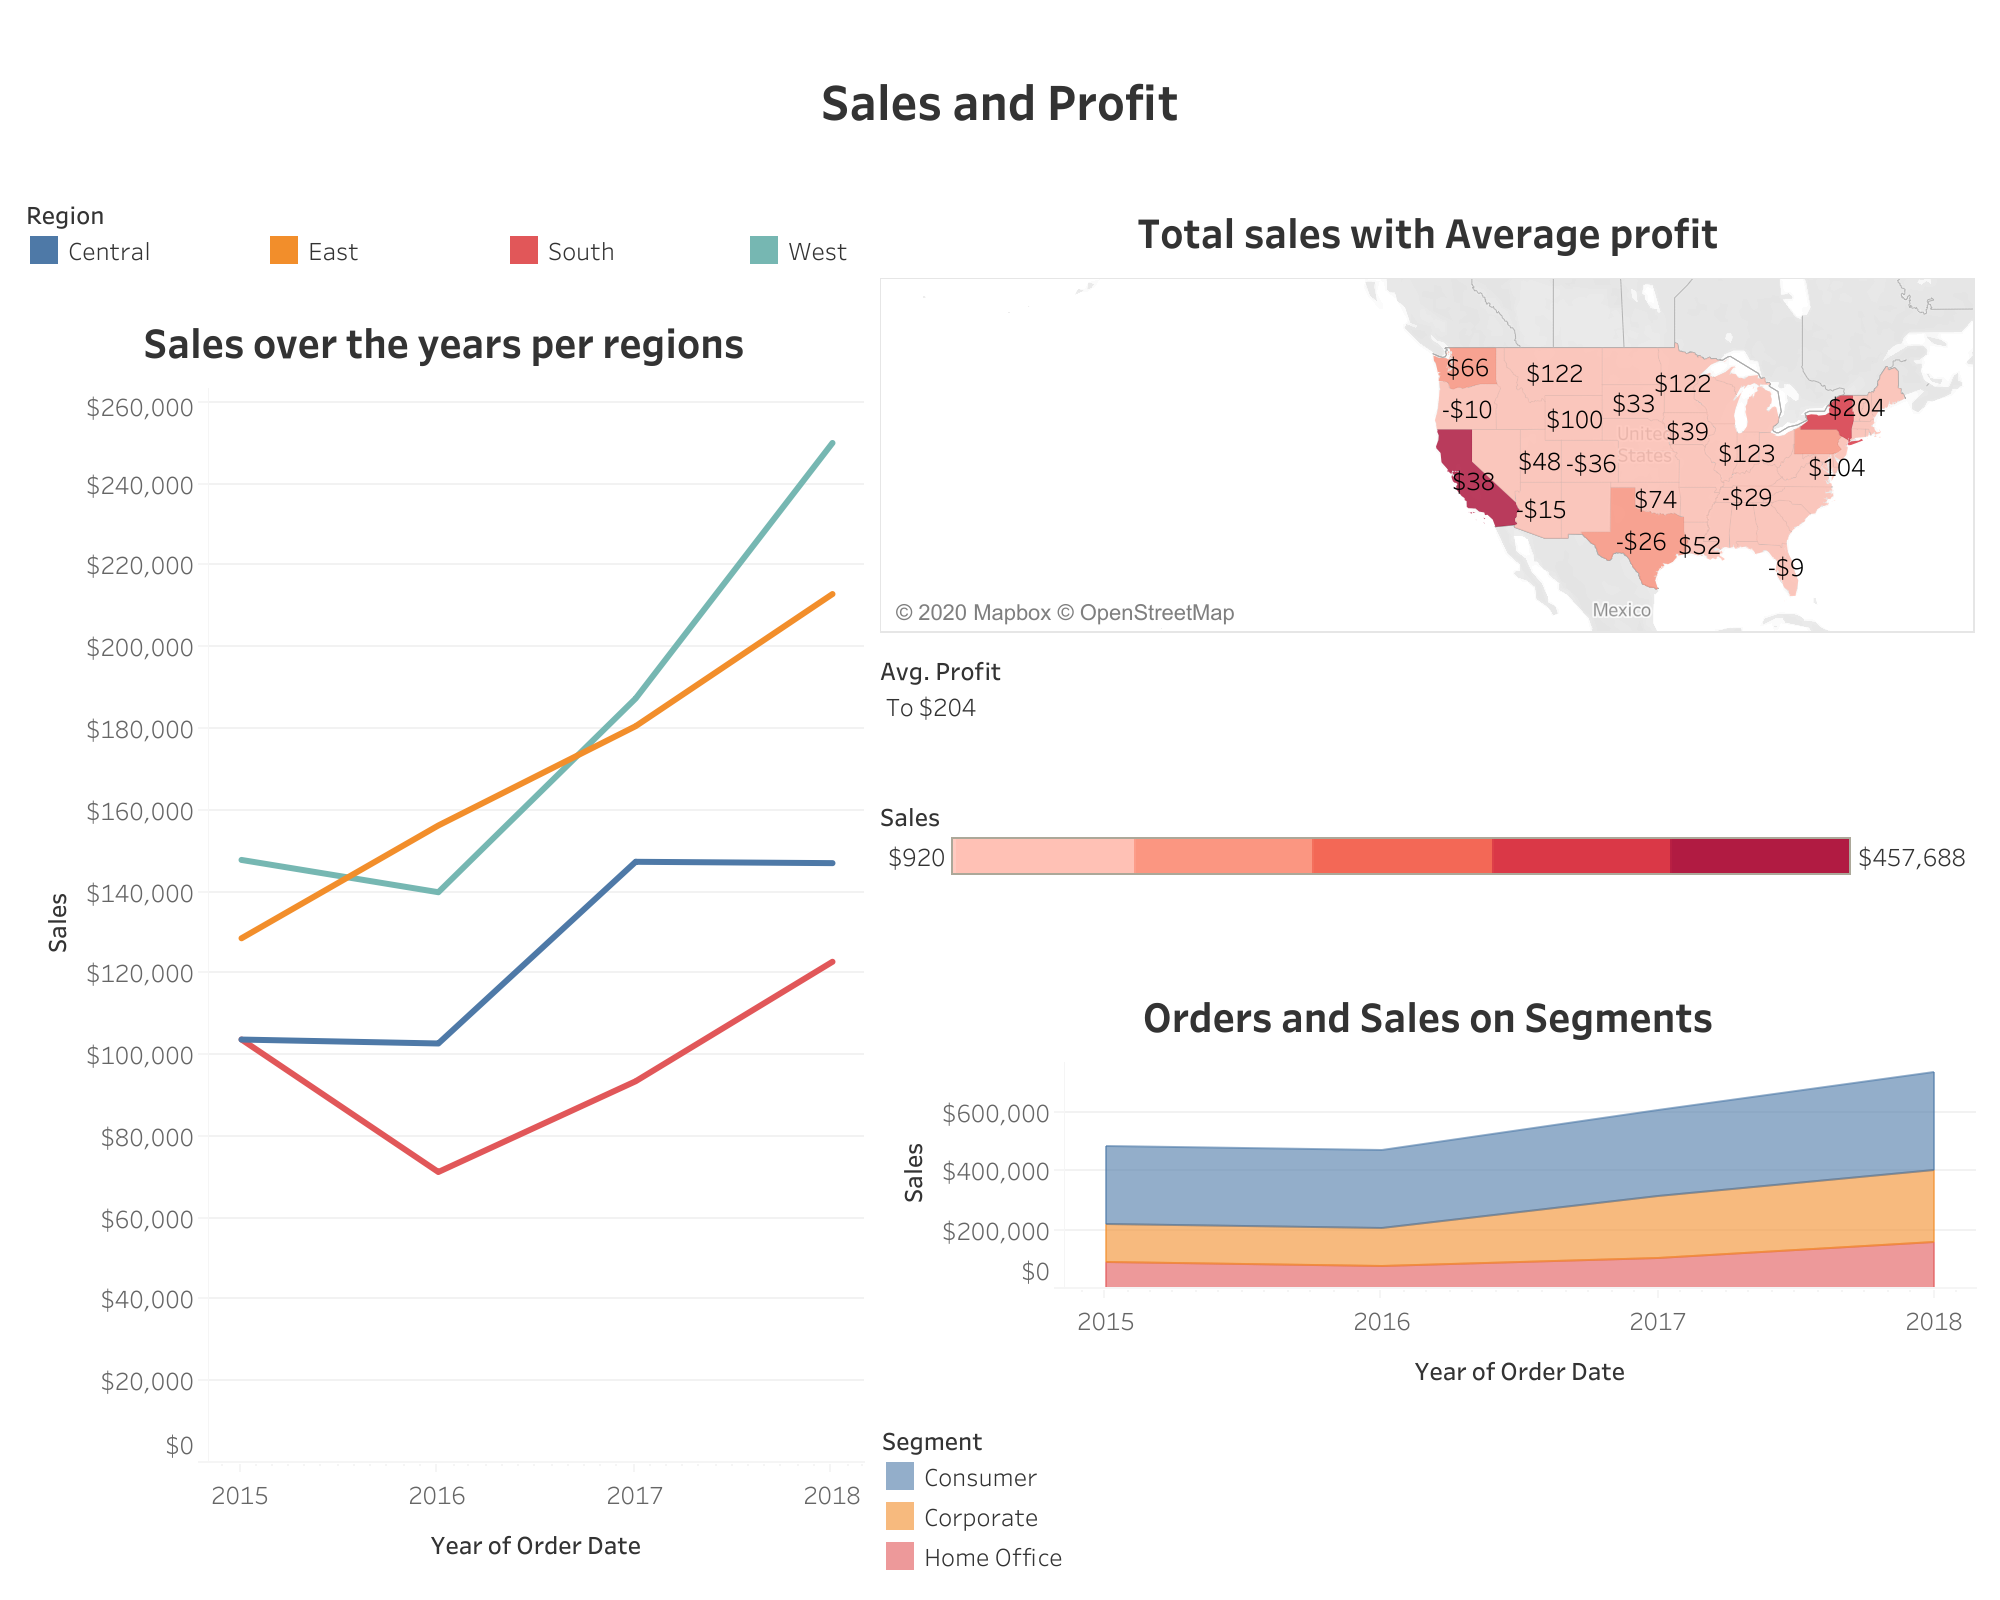 Sales and Profit
Region
Central
East
South
West
Sales over the years per regions
$260,000
$240,000
$220,000
$200,000
$180,000
$160,000
$140,000
$120,000
$100,000
$80,000
$60,000
$40,000
$20,000
$0
Sales
2015
2016
2017
2018
Year of Order Date
Total sales with Average profit
$66
$122
$122
-$10
$100
$33
$204
$39
United
States
$123
$48
-$36
$104
$38
$74
-$29
-$15
-$26
$52
-$9
Mexico
© 2020 Mapbox © OpenStreetMap
Avg. Profit
To $204
Sales
$920
$457,688
Orders and Sales on Segments
$600,000
$400,000
$200,000
$0
Sales
2015
2016
2017
2018
Year of Order Date
Segment
Consumer
Corporate
Home Office